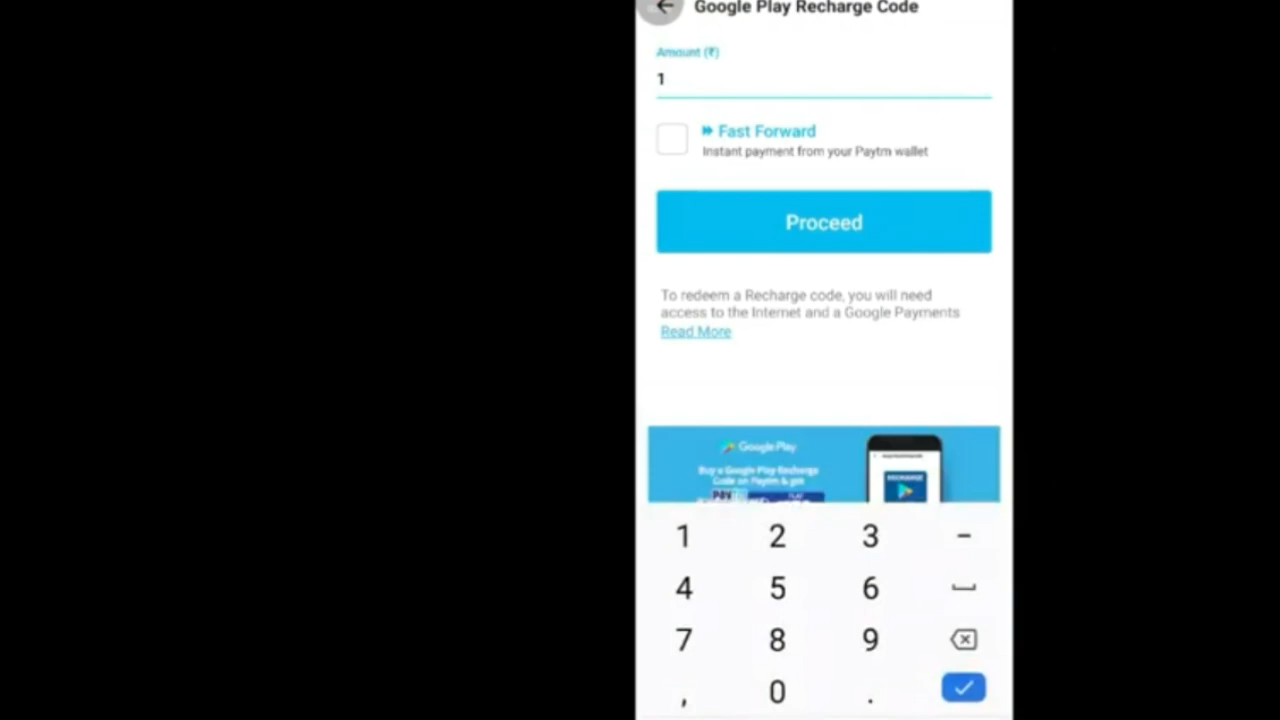 Google Play Recharge Code
Amount (₹)
1
Fast Forward
Instant payment from your Paytm wallet
Proceed
To redeem a Recharge code, you will need
access to the Internet and a Google Payments
Read More
Google Play
Buy a Google Play Recharge
Code on Paytm & get
RECHARGE
1 2 3 -
4 5 6
7 8 9
, 0 .